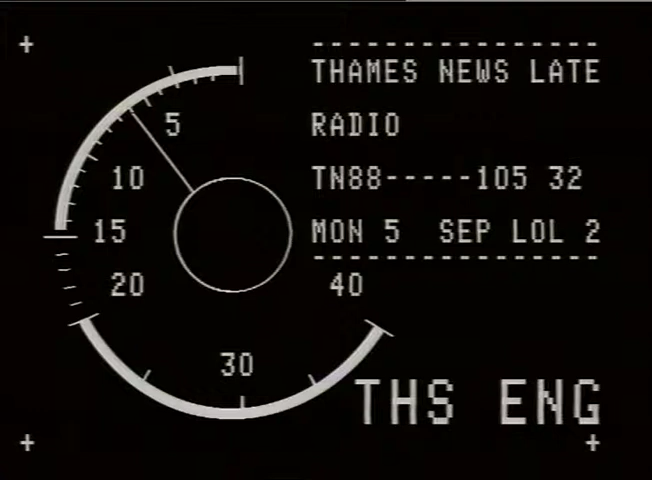 THAMES NEWS LATE
RADIO
TN88-----105 32
MON 5 SEP LOL 2
5
10
15
20
30
40
THS ENG